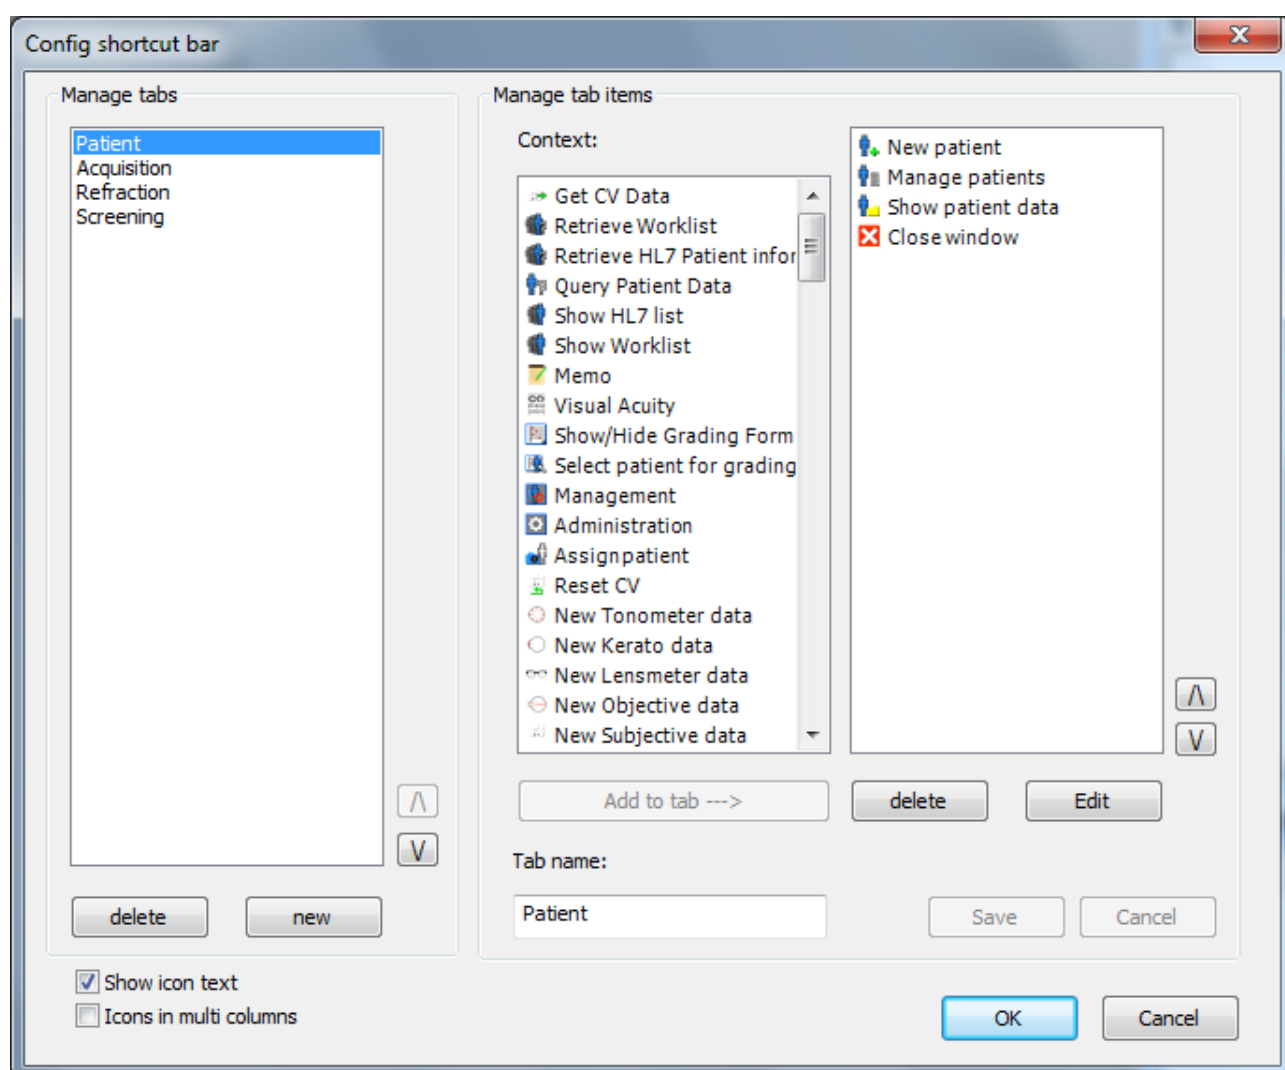 Config shortcut bar
Manage tabs
Patient
Acquisition
Refraction
Screening
/\
V
delete
new
Manage tab items
Context:
Get CV Data
Retrieve Worklist
Retrieve HL7 Patient infor
Query Patient Data
Show HL7 list
Show Worklist
Memo
Visual Acuity
Show/Hide Grading Form
Select patient for grading
Management
Administration
Assign patient
Reset CV
New Tonometer data
New Kerato data
New Lensmeter data
New Objective data
New Subjective data
New patient
Manage patients
Show patient data
Close window
/\
V
Add to tab --->
delete
Edit
Tab name:
Patient
Save
Cancel
Show icon text
Icons in multi columns
OK
Cancel